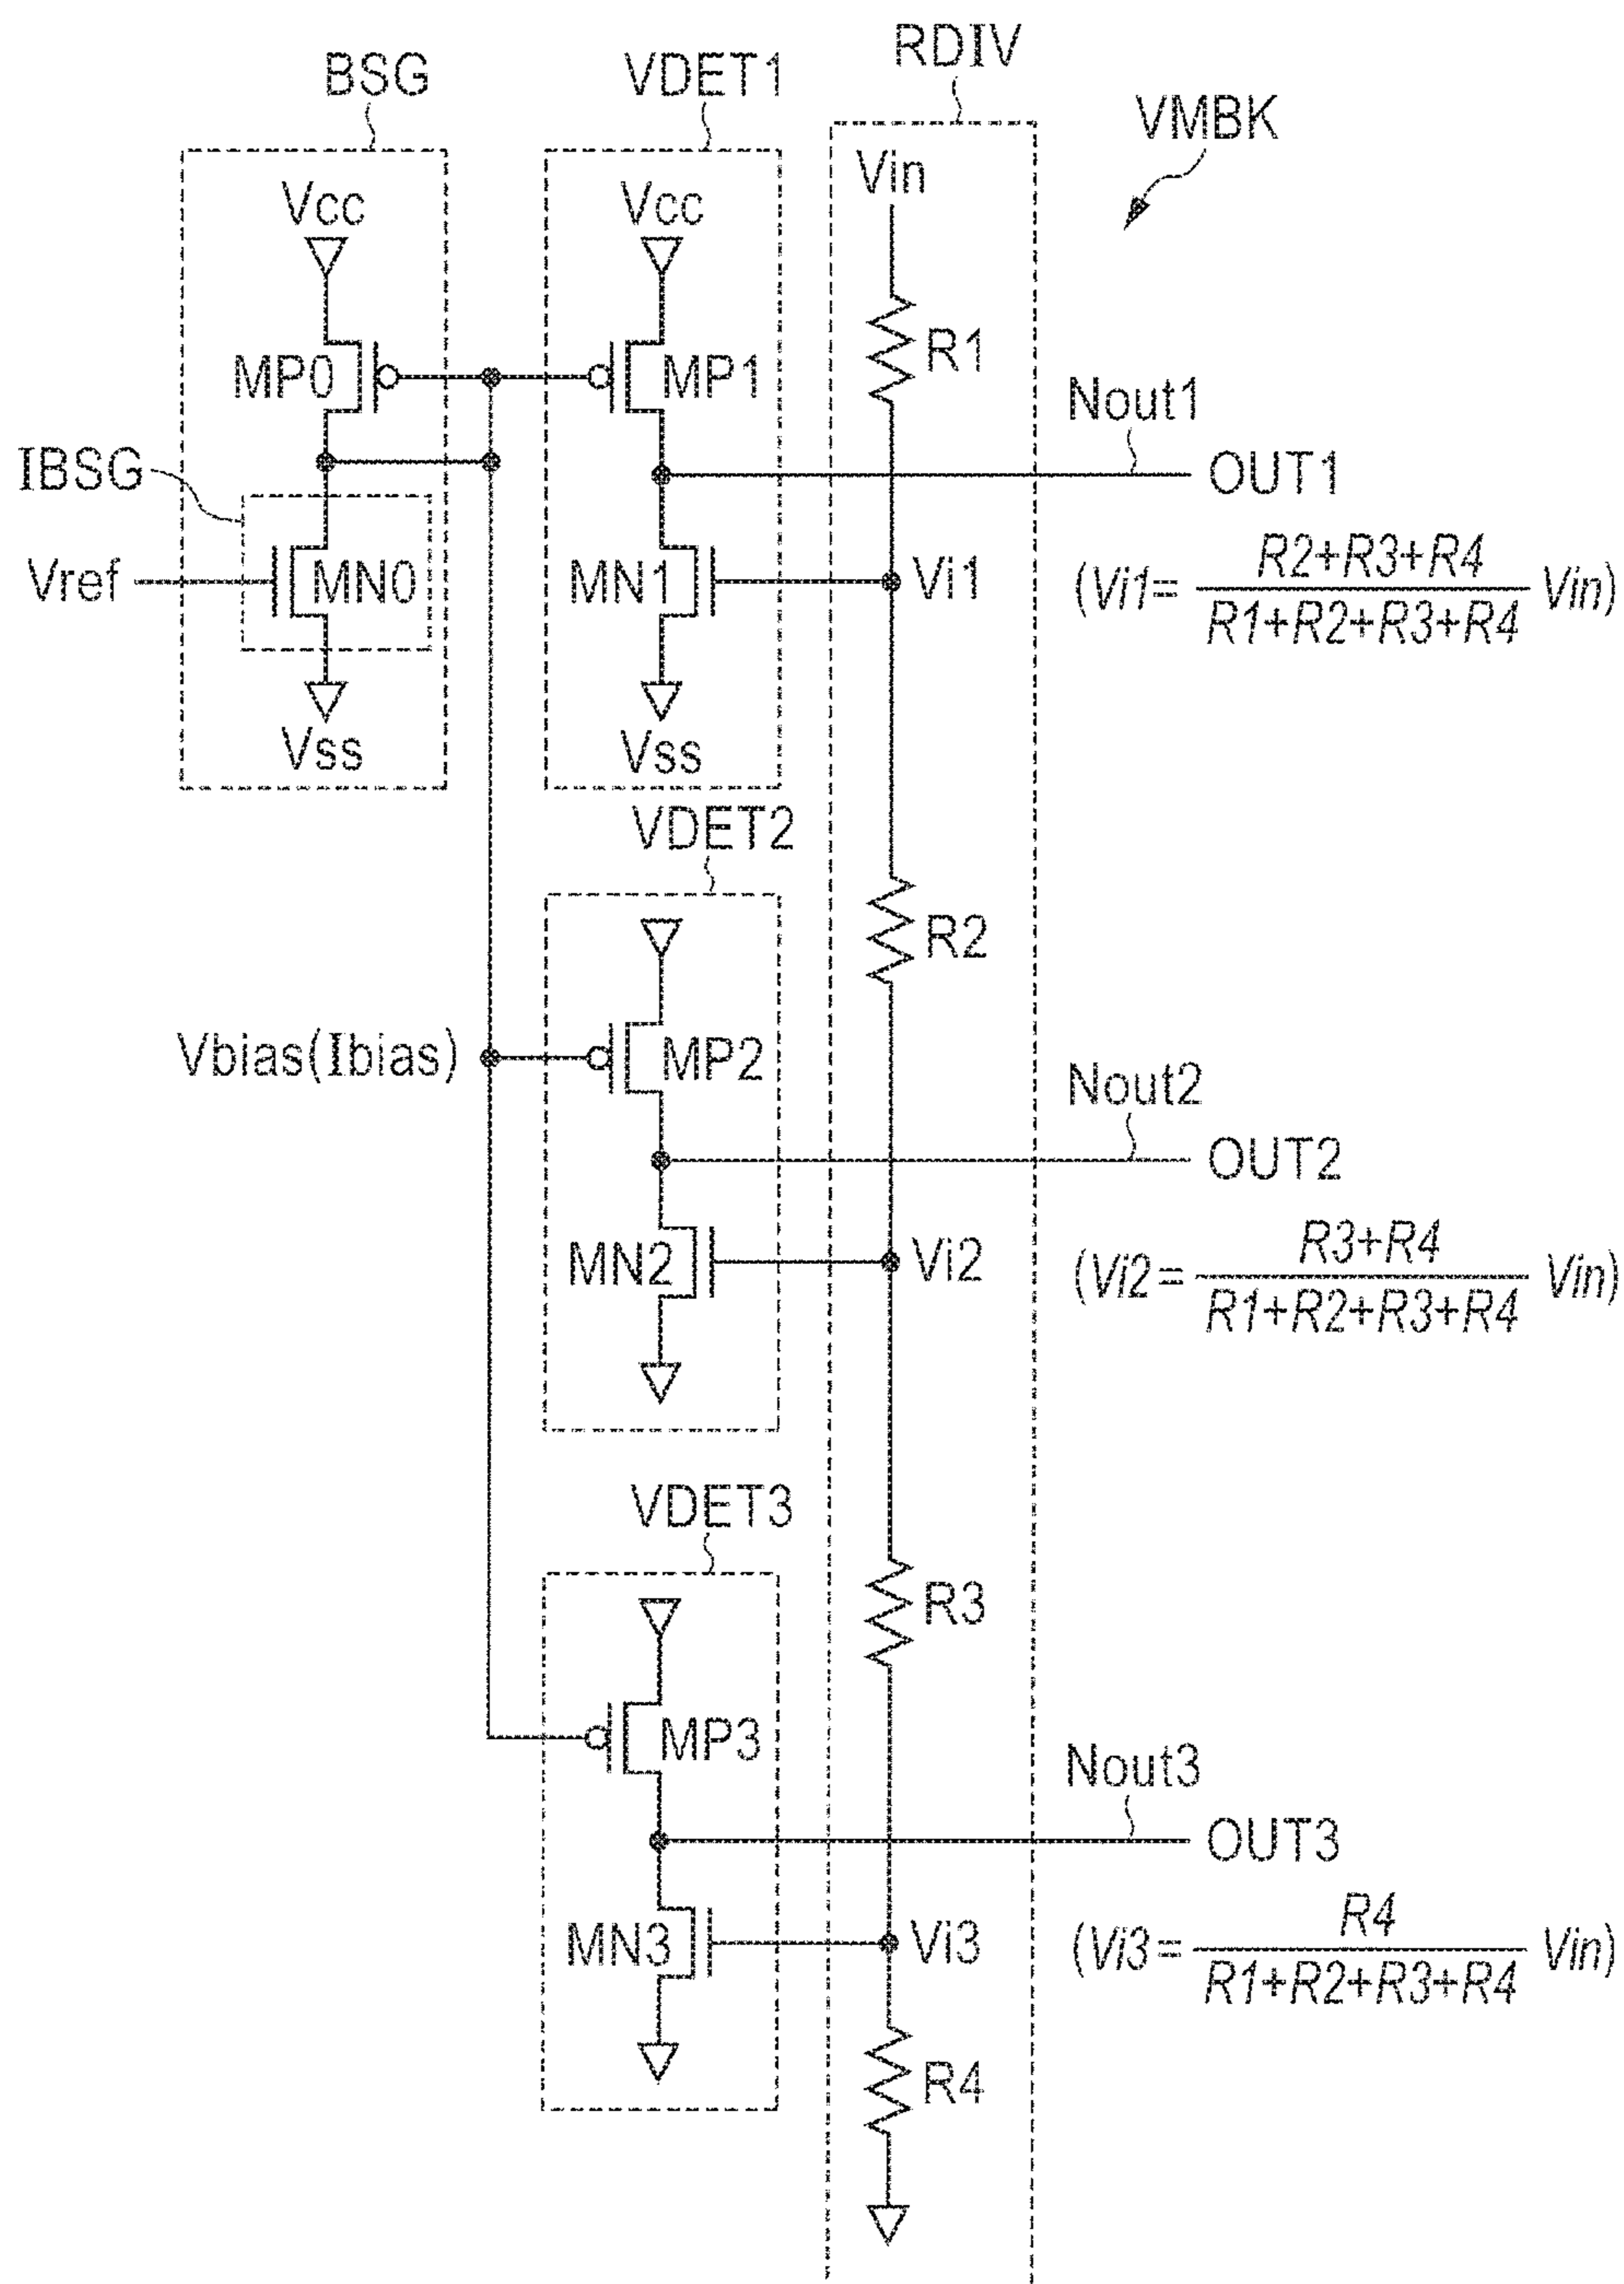 RDIV
BSG
VDET1
VMBK
Vin
Vcc
Vcc
R1
MP0
MP1
Nout1
IBSG
OUT1
Vref
MN0
MN1
Vi1
(Vi1= R2+R3+R4 / R1+R2+R3+R4 Vin)
Vss
Vss
VDET2
R2
Vbias(Ibias)
MP2
Nout2
OUT2
MN2
Vi2
(Vi2= R3+R4 / R1+R2+R3+R4 Vin)
VDET3
R3
MP3
Nout3
OUT3
MN3
Vi3
(Vi3= R4 / R1+R2+R3+R4 Vin)
R4